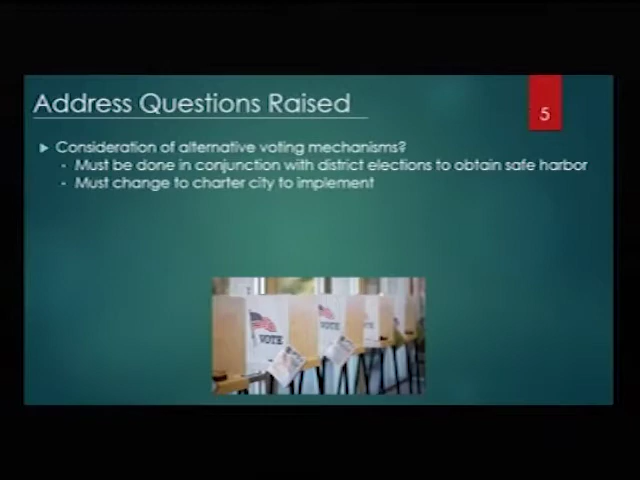 Address Questions Raised
5
Consideration of alternative voting mechanisms?
Must be done in conjunction with district elections to obtain safe harbor
Must change to charter city to implement
VOTE
VOTE